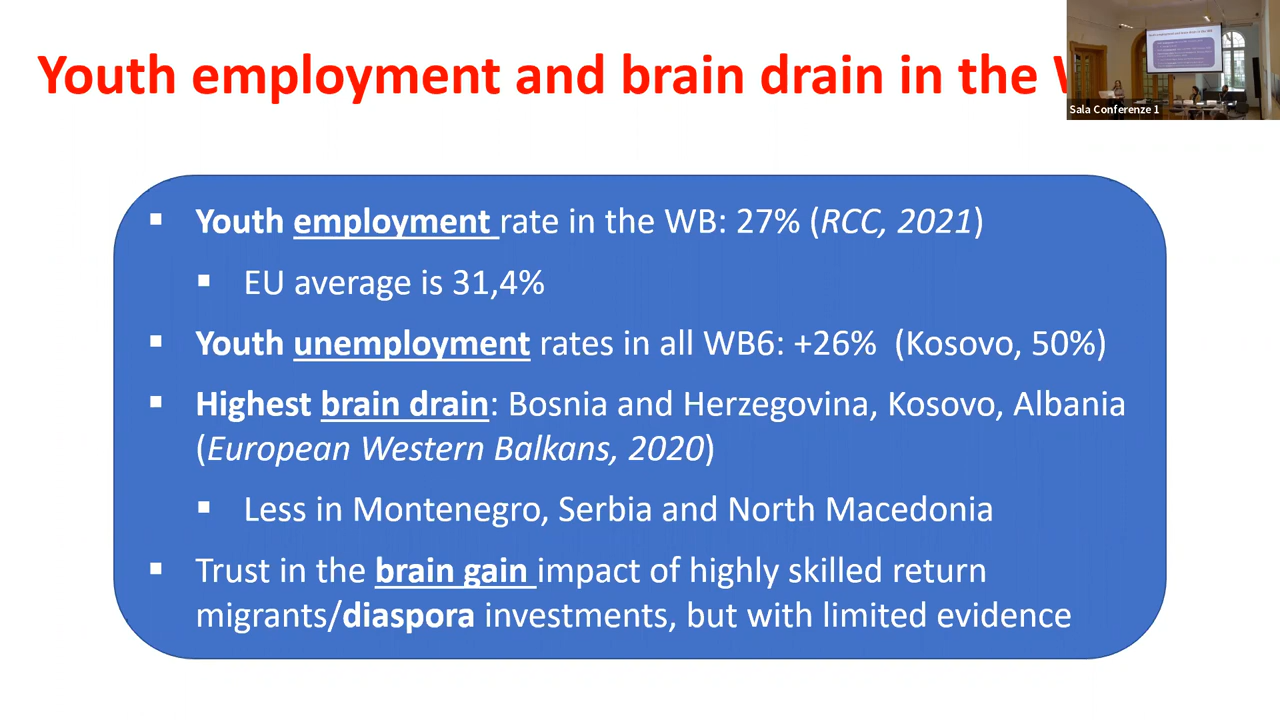 Youth employment and brain drain in the
Sala Conferenze 1
▪ Youth employment rate in the WB: 27% (RCC, 2021)
▪ EU average is 31,4%
▪ Youth unemployment rates in all WB6: +26% (Kosovo, 50%)
▪ Highest brain drain: Bosnia and Herzegovina, Kosovo, Albania
(European Western Balkans, 2020)
▪ Less in Montenegro, Serbia and North Macedonia
▪ Trust in the brain gain impact of highly skilled return
migrants/diaspora investments, but with limited evidence